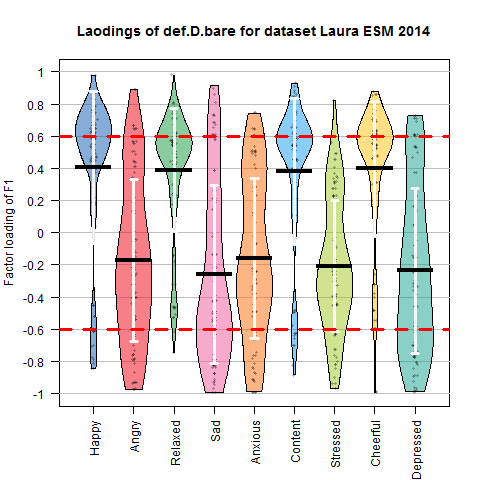 Laodings of def.D.bare for dataset Laura ESM 2014
Factor loading of F1
1
0.8
0.6
0.4
0.2
0
-0.2
-0.4
-0.6
-0.8
-1
Happy
Angry
Relaxed
Sad
Anxious
Content
Stressed
Cheerful
Depressed